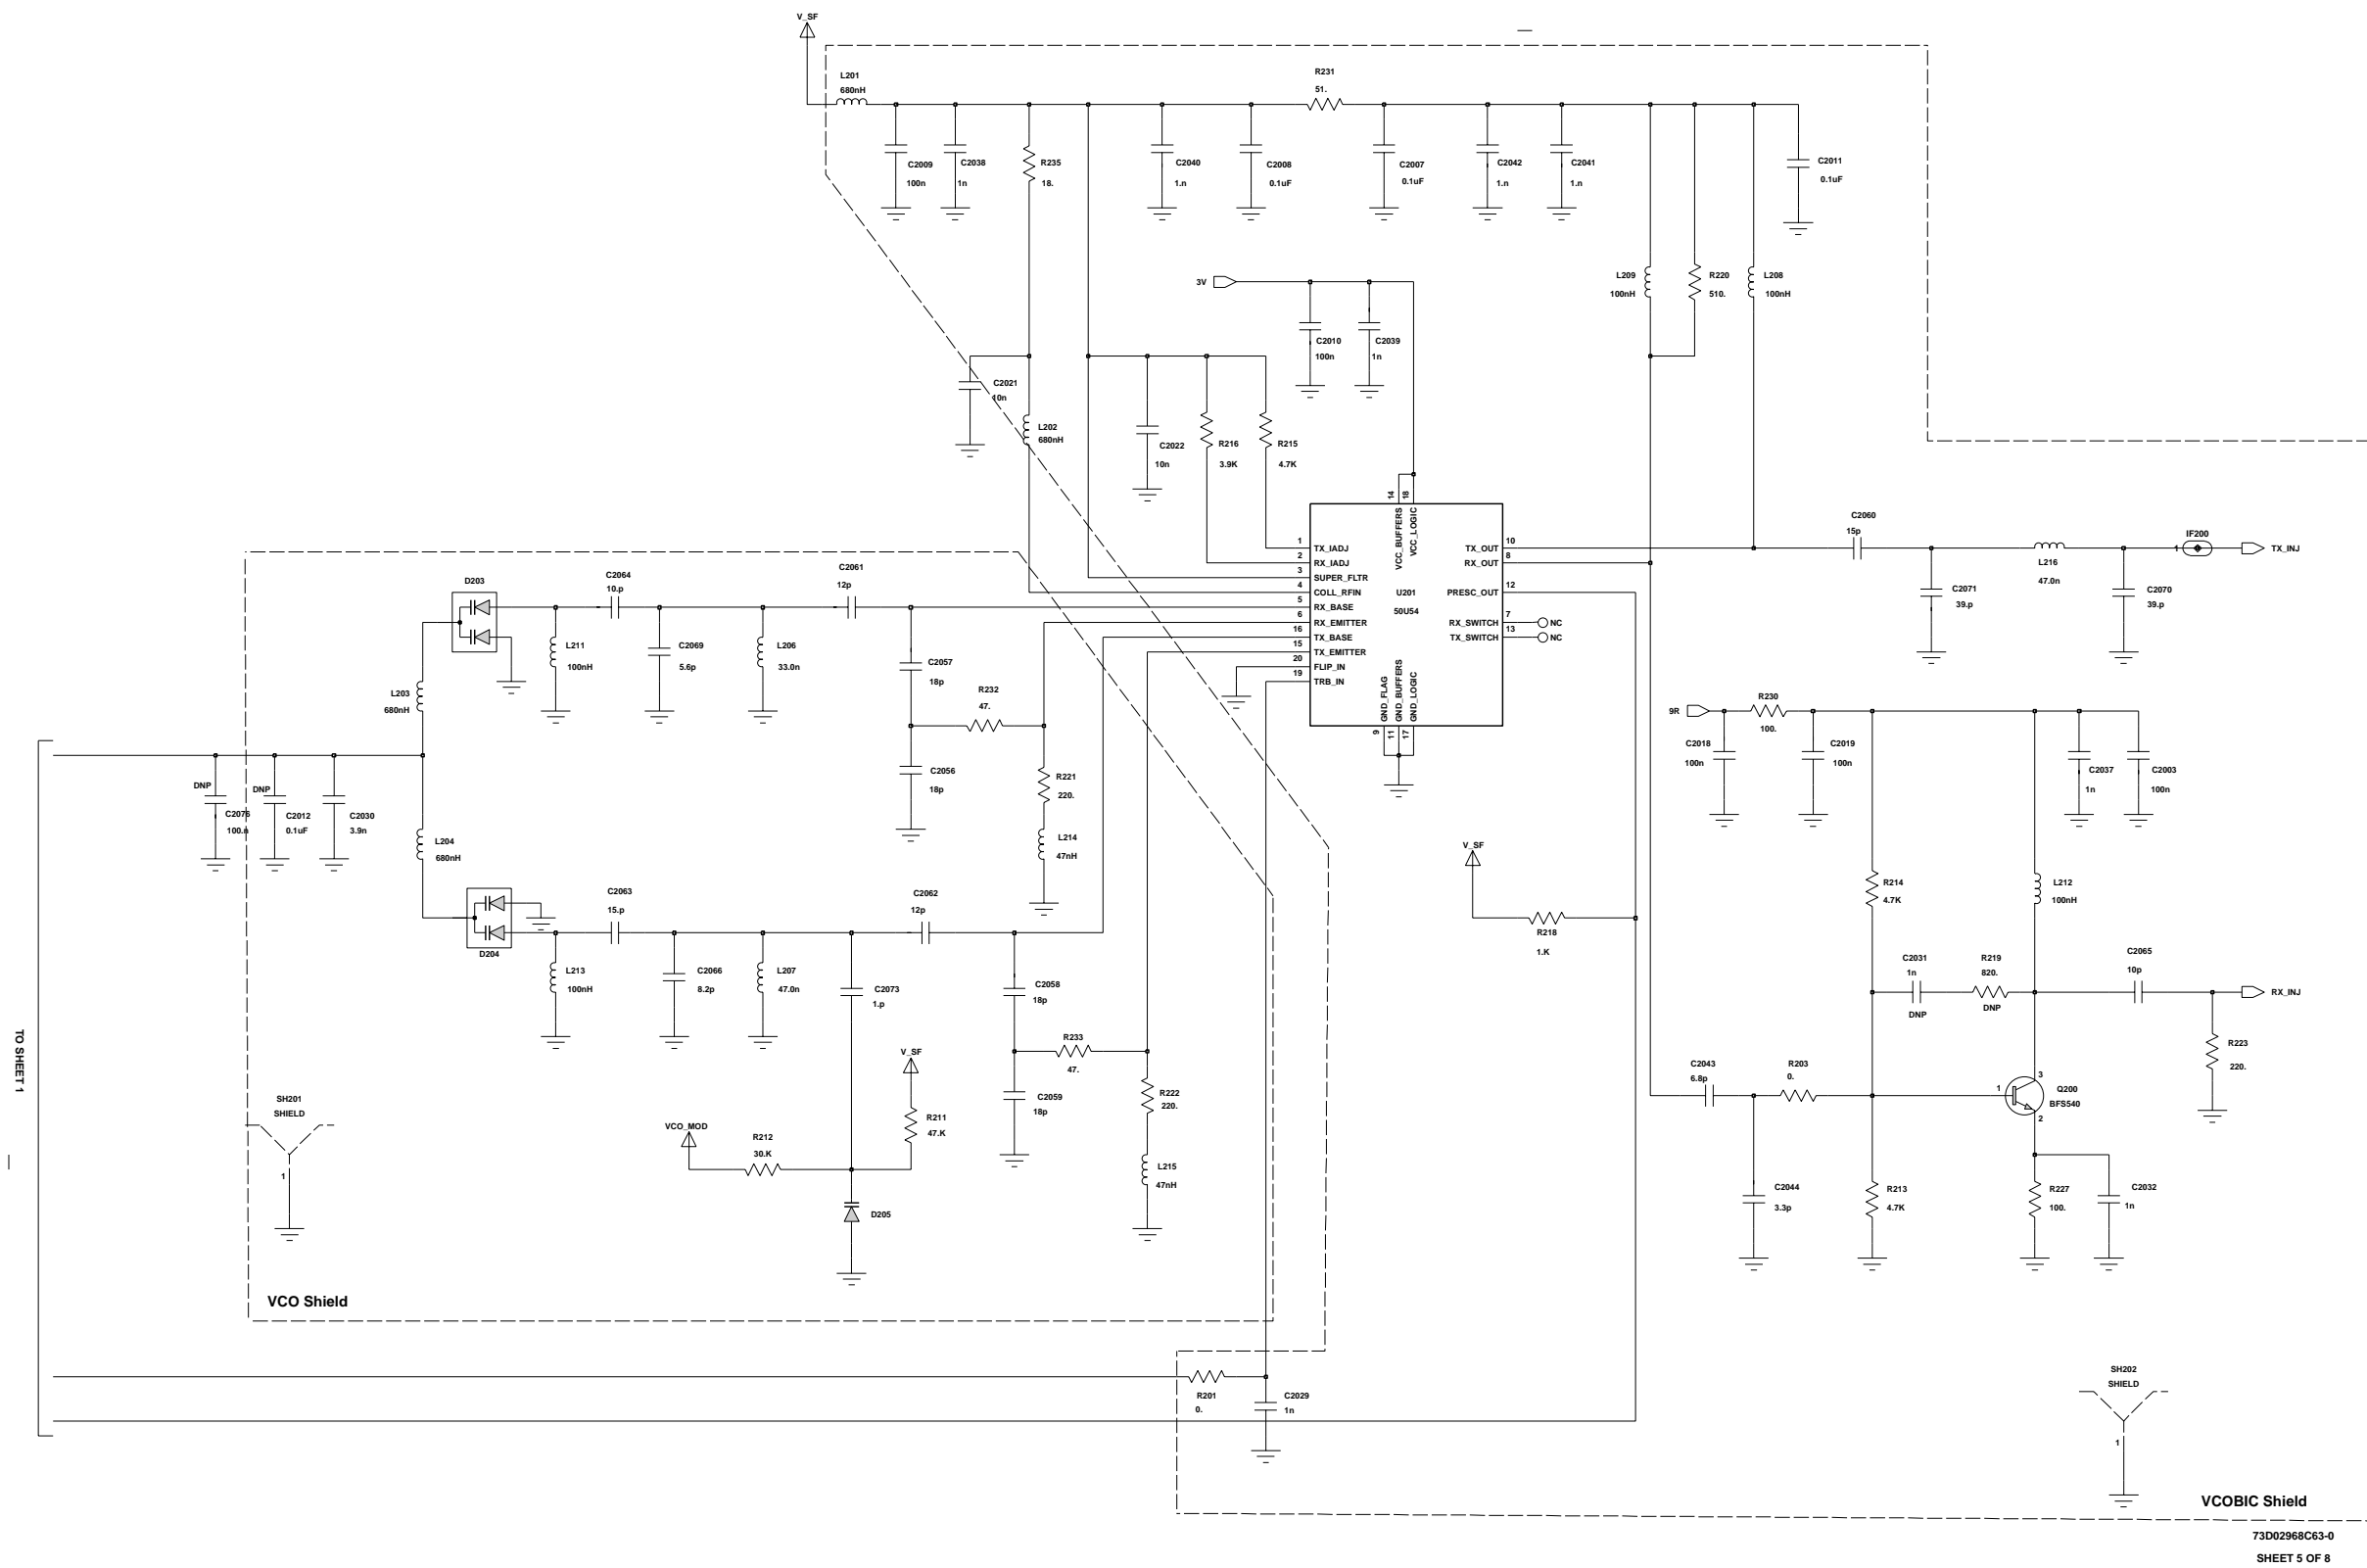 V_SF
L201
680nH
R231
51.
C2009
100n
C2038
1n
R235
18.
C2040
1.n
C2008
0.1uF
C2007
0.1uF
C2042
1.n
C2041
1.n
C2011
0.1uF
3V
C2010
100n
C2039
1n
L209
100nH
R220
510.
L208
100nH
C2021
10n
L202
680nH
C2022
10n
R216
3.9K
R215
4.7K
14
18
VCC_BUFFERS
VCC_LOGIC
1
TX_IADJ
2
RX_IADJ
3
SUPER_FLTR
4
COLL_RFIN
5
RX_BASE
6
RX_EMITTER
16
TX_BASE
15
TX_EMITTER
20
FLIP_IN
19
TRB_IN
U201
50U54
TX_OUT
10
RX_OUT
8
PRESC_OUT
12
RX_SWITCH
7
NC
TX_SWITCH
13
NC
GND_FLAG
GND_BUFFERS
GND_LOGIC
9
11
17
C2060
15p
L216
47.0n
IF200
1
TX_INJ
C2071
39.p
C2070
39.p
D203
C2064
10.p
C2061
12p
L211
100nH
C2069
5.6p
L206
33.0n
C2057
18p
L203
680nH
R232
47.
C2056
18p
R221
220.
L214
47nH
DNP
C2076
100.n
DNP
C2012
0.1uF
C2030
3.9n
L204
680nH
D204
C2063
15.p
C2062
12p
L213
100nH
C2066
8.2p
L207
47.0n
C2073
1.p
C2058
18p
R233
47.
C2059
18p
R222
220.
L215
47nH
V_SF
R211
47.K
VCO_MOD
R212
30.K
D205
SH201
SHIELD
1
VCO Shield
TO SHEET 1
V_SF
R218
1.K
9R
R230
100.
C2018
100n
C2019
100n
C2037
1n
C2003
100n
R214
4.7K
L212
100nH
C2031
1n
DNP
R219
820.
DNP
C2065
10p
RX_INJ
R223
220.
C2043
6.8p
R203
0.
1
3
2
Q200
BFS540
C2044
3.3p
R213
4.7K
R227
100.
C2032
1n
R201
0.
C2029
1n
SH202
SHIELD
1
VCOBIC Shield
73D02968C63-0
SHEET 5 OF 8